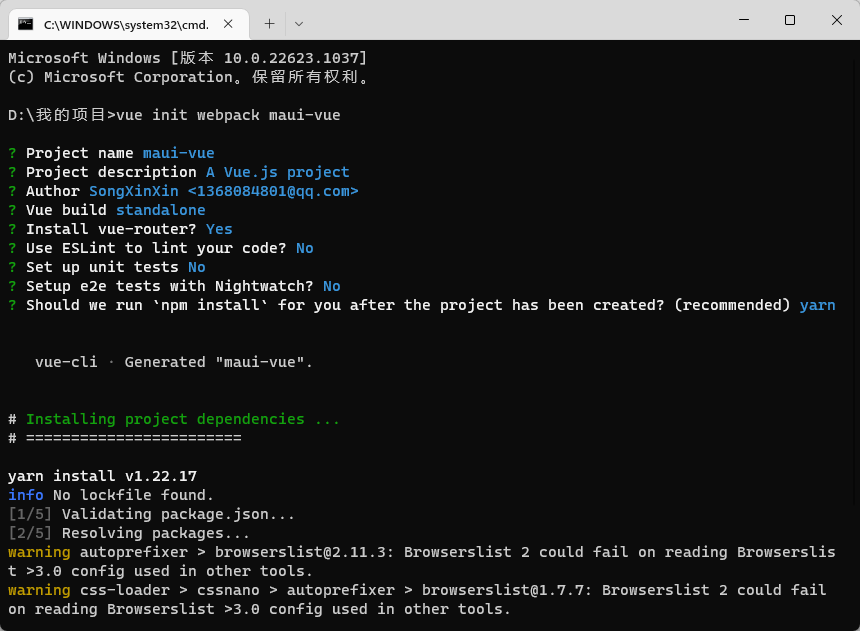 C:\WINDOWS\system32\cmd.
Microsoft Windows [版本 10.0.22623.1037]
(c) Microsoft Corporation。保留所有权利。
D:\我的项目>vue init webpack maui-vue
? Project name maui-vue
? Project description A Vue.js project
? Author SongXinXin <1368084801@qq.com>
? Vue build standalone
? Install vue-router? Yes
? Use ESLint to lint your code? No
? Set up unit tests No
? Setup e2e tests with Nightwatch? No
? Should we run `npm install` for you after the project has been created? (recommended) yarn
vue-cli · Generated "maui-vue".
# Installing project dependencies ...
# ========================
yarn install v1.22.17
info No lockfile found.
[1/5] Validating package.json...
[2/5] Resolving packages...
warning autoprefixer > browserslist@2.11.3: Browserslist 2 could fail on reading Browserslis
t >3.0 config used in other tools.
warning css-loader > cssnano > autoprefixer > browserslist@1.7.7: Browserslist 2 could fail
on reading Browserslist >3.0 config used in other tools.